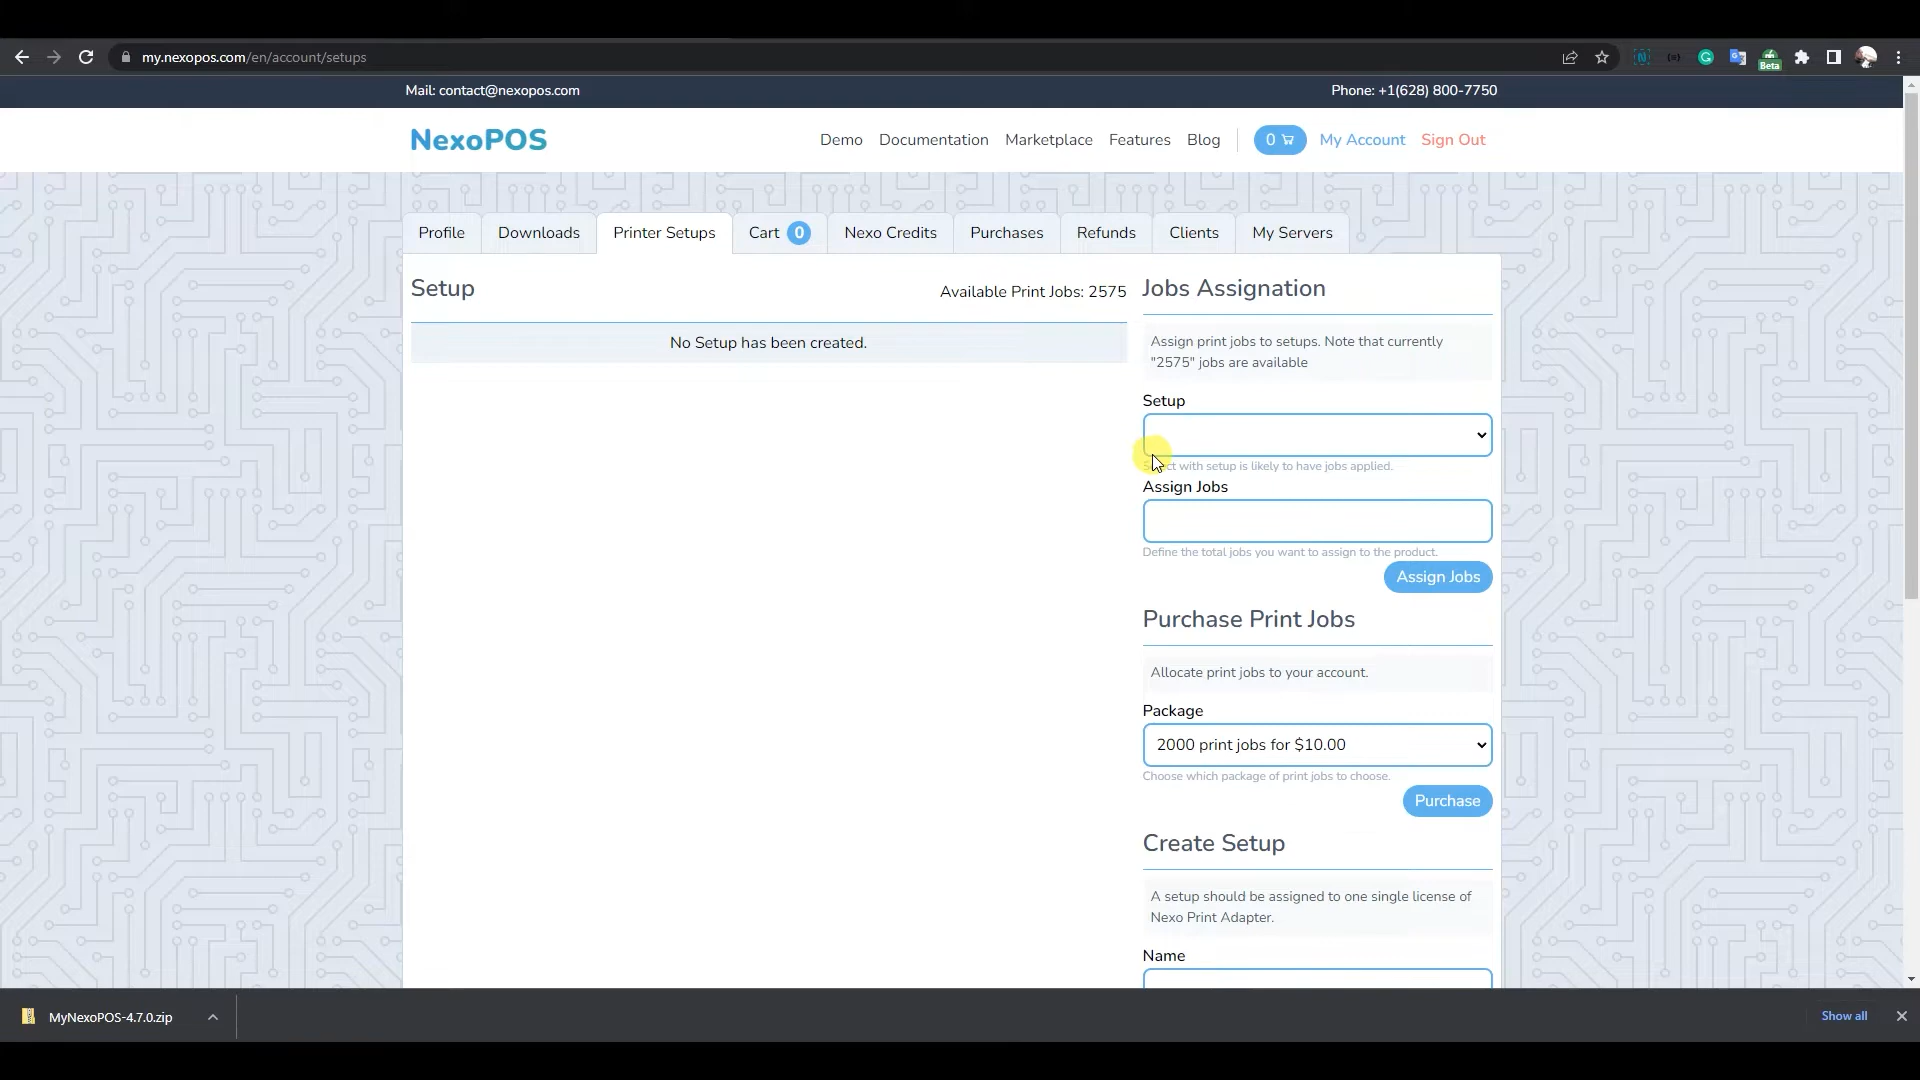 my.nexopos.com/en/account/setups
Beta
Mail: contact@nexopos.com
Phone: +1(628) 800-7750
NexoPOS
Demo
Documentation
Marketplace
Features
Blog
0
My Account
Sign Out
Profile
Downloads
Printer Setups
Cart 0
Nexo Credits
Purchases
Refunds
Clients
My Servers
Setup
Available Print Jobs: 2575
No Setup has been created.
Jobs Assignation
Assign print jobs to setups. Note that currently
"2575" jobs are available
Setup
with setup is likely to have jobs applied.
Assign Jobs
Define the total jobs you want to assign to the product.
Assign Jobs
Purchase Print Jobs
Allocate print jobs to your account.
Package
2000 print jobs for $10.00
Choose which package of print jobs to choose.
Purchase
Create Setup
A setup should be assigned to one single license of
Nexo Print Adapter.
Name
MyNexoPOS-4.7.0.zip
Show all